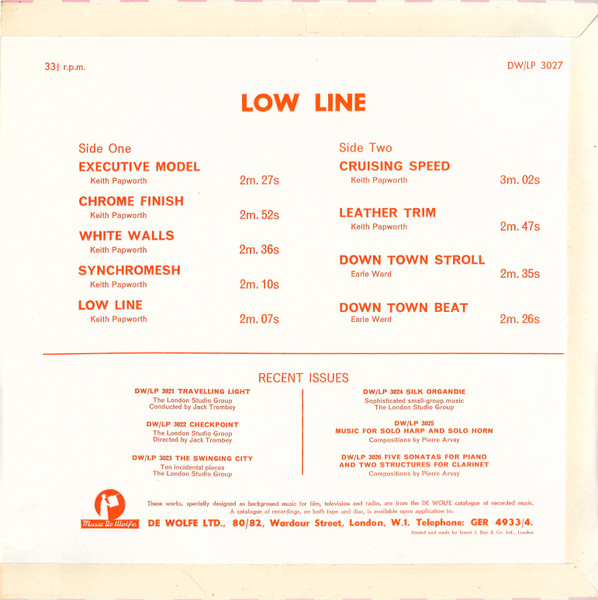 33⅓ r.p.m.
DW/LP 3027
LOW LINE
Side One
EXECUTIVE MODEL
Keith Papworth 2m. 27s
CHROME FINISH
Keith Papworth 2m. 52s
WHITE WALLS
Keith Papworth 2m. 36s
SYNCHROMESH
Keith Papworth 2m. 10s
LOW LINE
Keith Papworth 2m. 07s
Side Two
CRUISING SPEED
Keith Papworth 3m. 02s
LEATHER TRIM
Keith Papworth 2m. 47s
DOWN TOWN STROLL
Earle Ward 2m. 35s
DOWN TOWN BEAT
Earle Ward 2m. 26s
RECENT ISSUES
DW/LP 3021 TRAVELLING LIGHT
The London Studio Group
Conducted by Jack Trombey
DW/LP 3022 CHECKPOINT
The London Studio Group
Directed by Jack Trombey
DW/LP 3023 THE SWINGING CITY
Ten incidental pieces
The London Studio Group
DW/LP 3024 SILK ORGANDIE
Sophisticated small-group music
The London Studio Group
DW/LP 3025
MUSIC FOR SOLO HARP AND SOLO HORN
Compositions by Pierre Arvay
DW/LP 3026 FIVE SONATAS FOR PIANO
AND TWO STRUCTURES FOR CLARINET
Compositions by Pierre Arvay
Music De Wolfe
These works, specially designed as background music for film, television and radio, are from the DE WOLFE catalogue of recorded music.
A catalogue of recordings, on both tape and disc, is available upon application to:
DE WOLFE LTD., 80/82, Wardour Street, London, W.1. Telephone: GER 4933/4.
Printed and made by Ernest J. Day & Co. Ltd., London